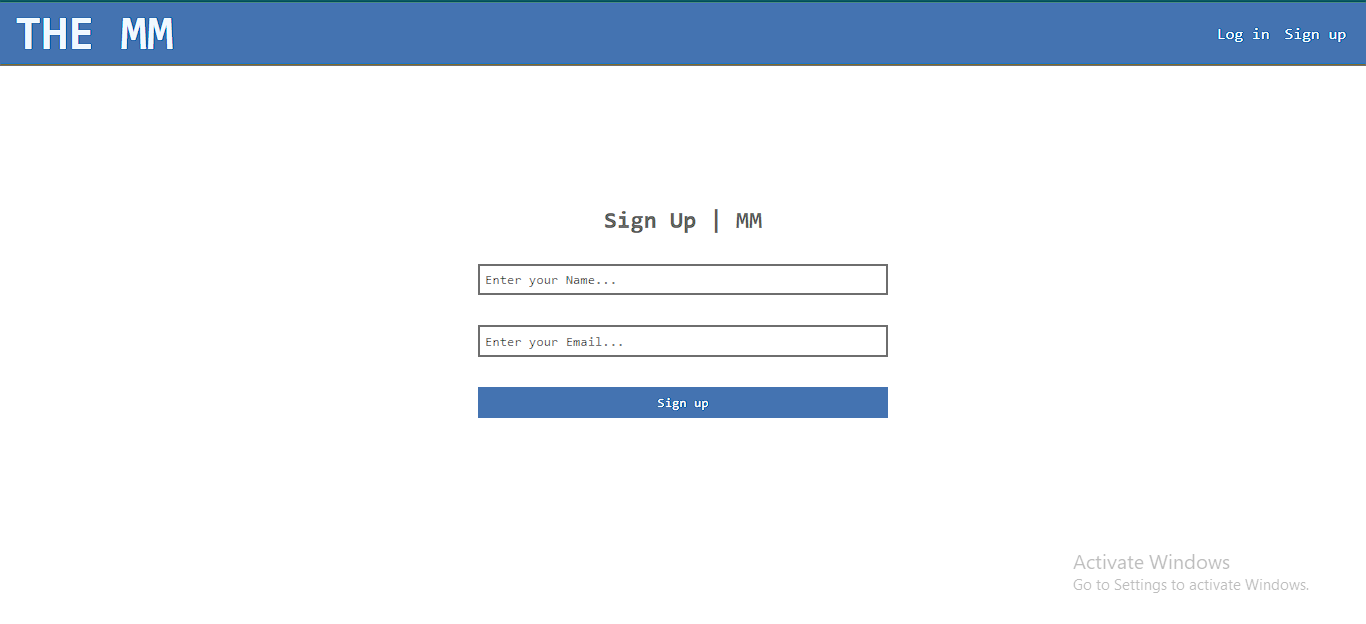 THE MM
Log in Sign up
Sign Up | MM
Enter your Name...
Enter your Email...
Sign up
Activate Windows
Go to Settings to activate Windows.